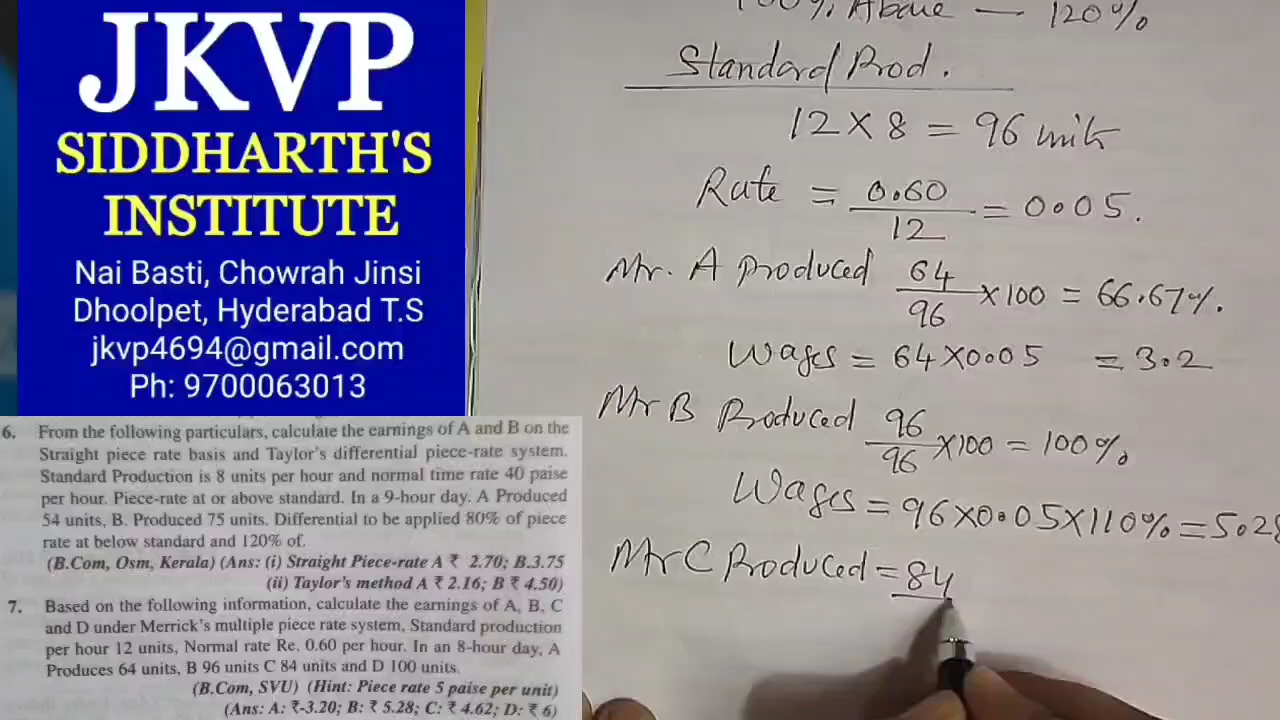 JKVP
SIDDHARTH'S
INSTITUTE
Nai Basti, Chowrah Jinsi
Dhoolpet, Hyderabad T.S
jkvp4694@gmail.com
Ph: 9700063013
6. From the following particulars, calculate the earnings of A and B on the
Straight piece rate basis and Taylor's differential piece-rate system.
Standard Production is 8 units per hour and normal time rate 40 paise
per hour. Piece-rate at or above standard. In a 9-hour day. A Produced
54 units, B. Produced 75 units. Differential to be applied 80% of piece
rate at below standard and 120% of.
(B.Com, Osm, Kerala) (Ans: (i) Straight Piece-rate A ₹ 2.70; B.3.75
(ii) Taylor's method A ₹ 2.16; B ₹ 4.50)
7. Based on the following information, calculate the earnings of A, B, C
and D under Merrick's multiple piece rate system, Standard production
per hour 12 units, Normal rate Re. 0.60 per hour. In an 8-hour day, A
Produces 64 units, B 96 units C 84 units and D 100 units.
(B.Com, SVU) (Hint: Piece rate 5 paise per unit)
(Ans: A: ₹-3.20; B: ₹ 5.28; C: ₹ 4.62; D: ₹ 6)
100% Above — 120%
Standard Prod.
12 × 8 = 96 units
Rate = 0.60 / 12 = 0.05.
Mr. A Produced 64 / 96 ×100 = 66.67%.
Wages = 64×0.05 = 3.2
Mr B Produced 96 / 96 ×100 = 100%.
Wages = 96×0.05×110% = 5.28
Mr C Produced = 84